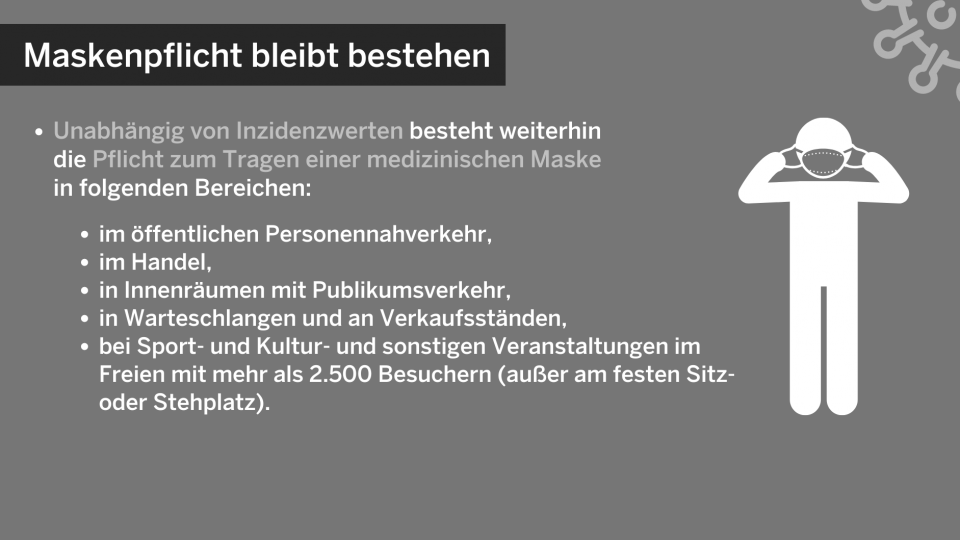 Maskenpflicht bleibt bestehen
• Unabhängig von Inzidenzwerten besteht weiterhin
die Pflicht zum Tragen einer medizinischen Maske
in folgenden Bereichen:
• im öffentlichen Personennahverkehr,
• im Handel,
• in Innenräumen mit Publikumsverkehr,
• in Warteschlangen und an Verkaufsständen,
• bei Sport- und Kultur- und sonstigen Veranstaltungen im
Freien mit mehr als 2.500 Besuchern (außer am festen Sitz-
oder Stehplatz).